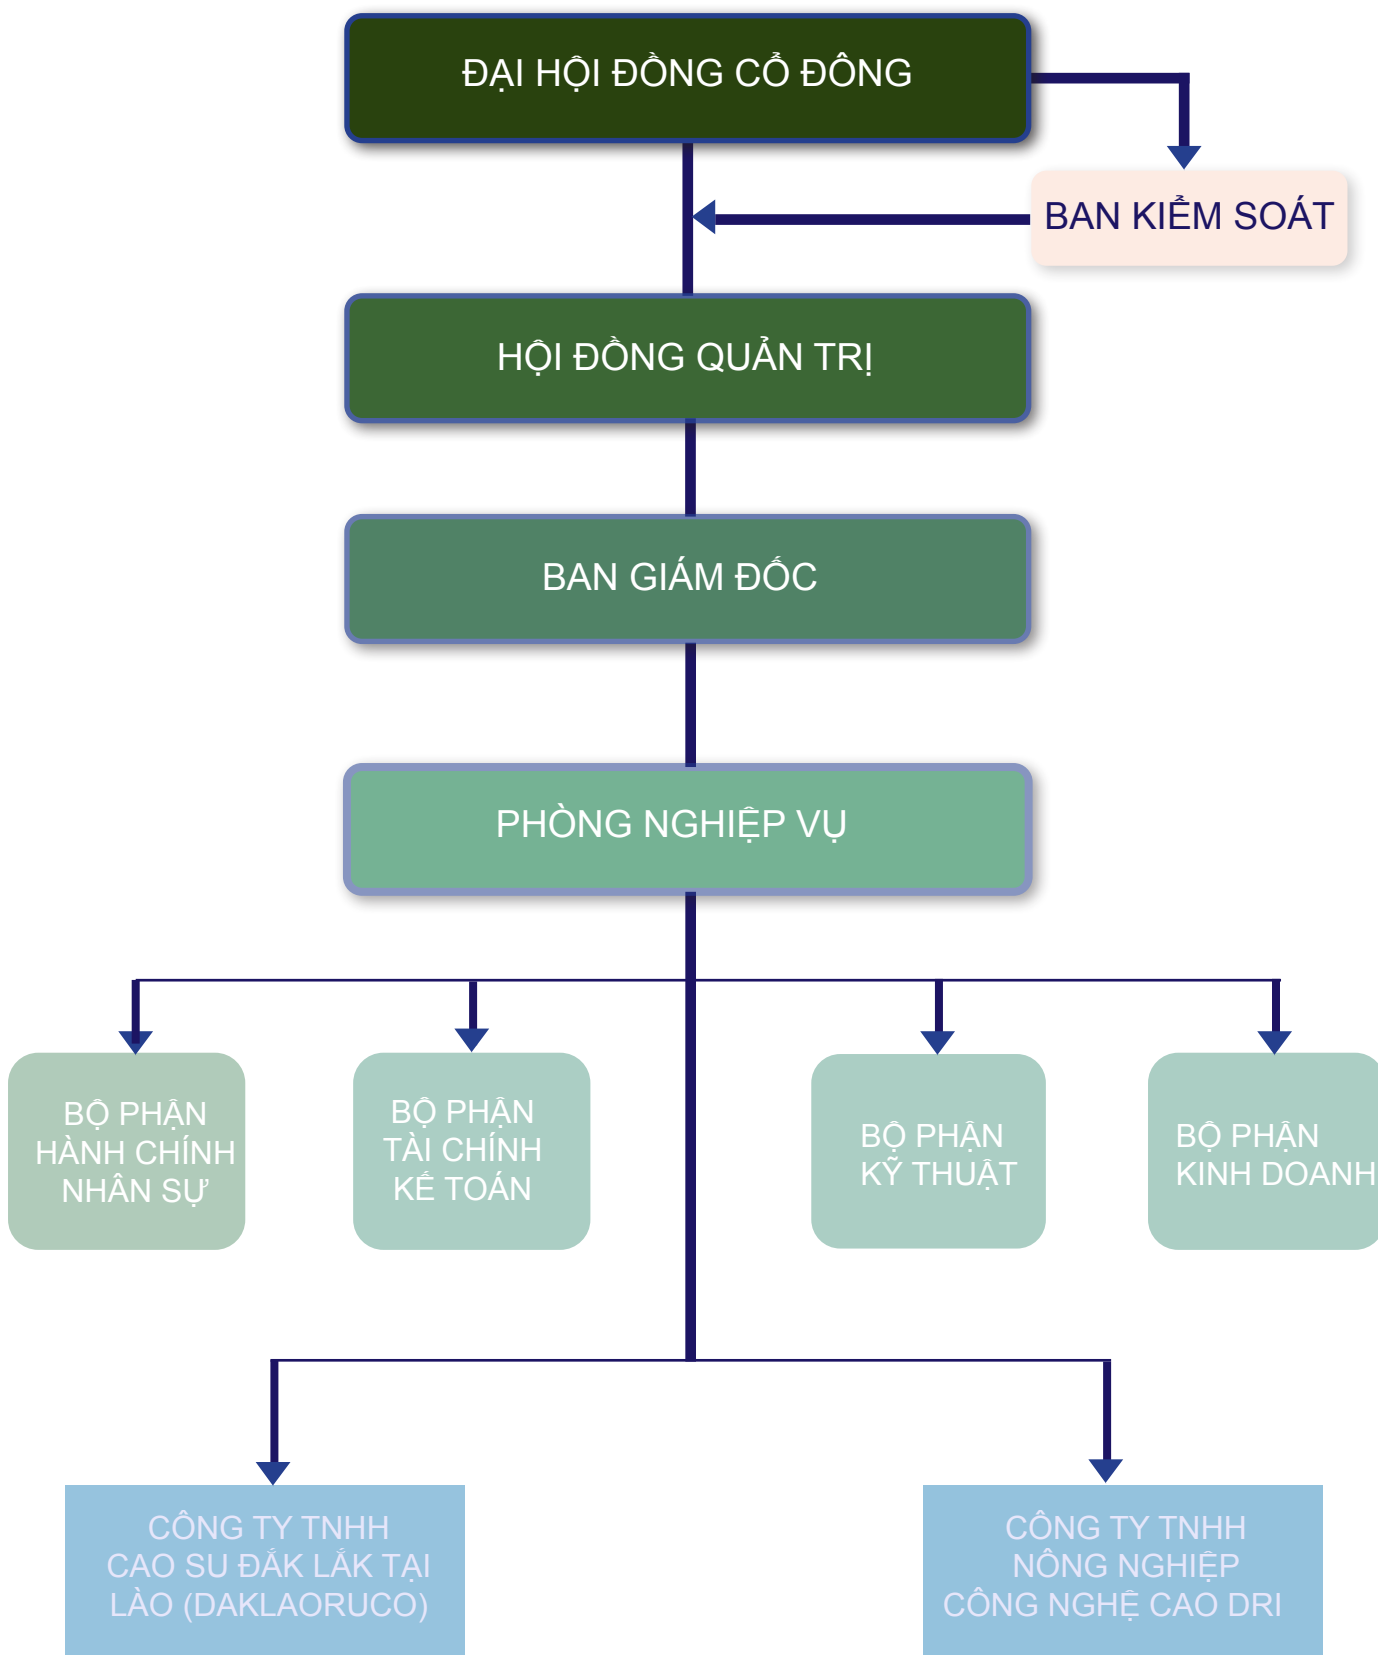 ĐẠI HỘI ĐỒNG CỔ ĐÔNG
BAN KIỂM SOÁT
HỘI ĐỒNG QUẢN TRỊ
BAN GIÁM ĐỐC
PHÒNG NGHIỆP VỤ
BỘ PHẬN
HÀNH CHÍNH
NHÂN SỰ
BỘ PHẬN
TÀI CHÍNH
KẾ TOÁN
BỘ PHẬN
KỸ THUẬT
BỘ PHẬN
KINH DOANH
CÔNG TY TNHH
CAO SU ĐẮK LẮK TẠI
LÀO (DAKLAORUCO)
CÔNG TY TNHH
NÔNG NGHIỆP
CÔNG NGHỆ CAO DRI